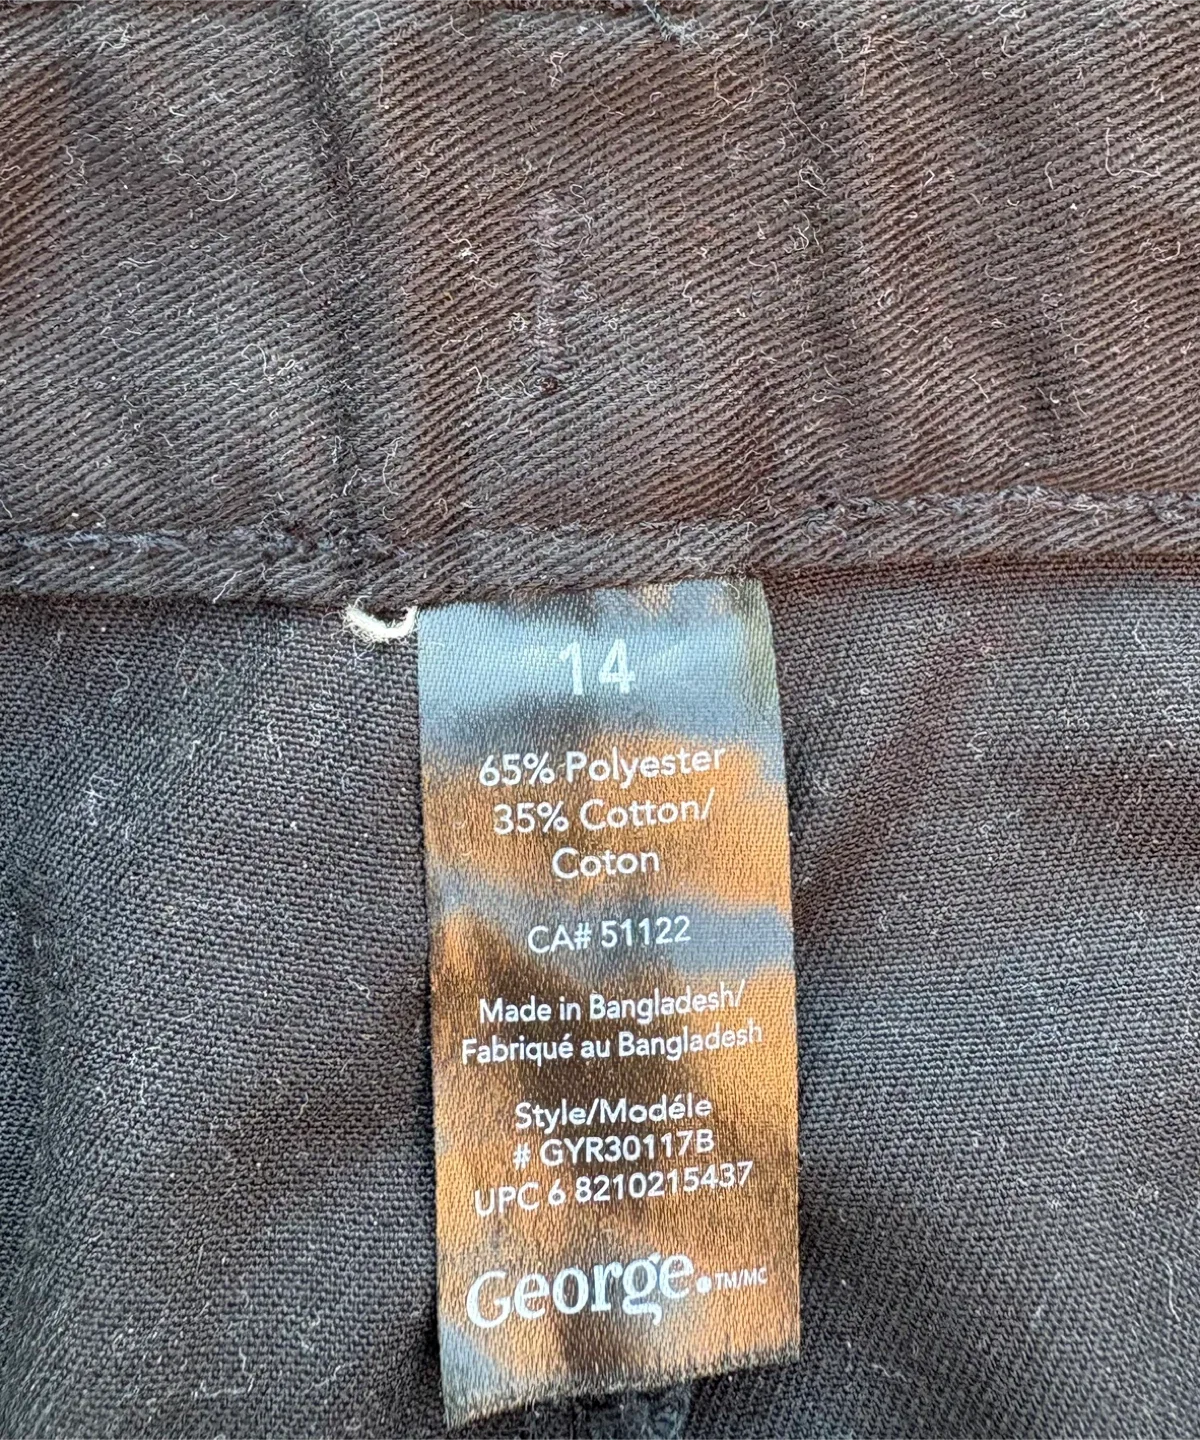 14
65% Polyester
35% Cotton/
Coton
CA# 51122
Made in Bangladesh/
Fabriqué au Bangladesh
Style/Modéle
# GYR30117B
UPC 6 8210215437
George.TM/MC